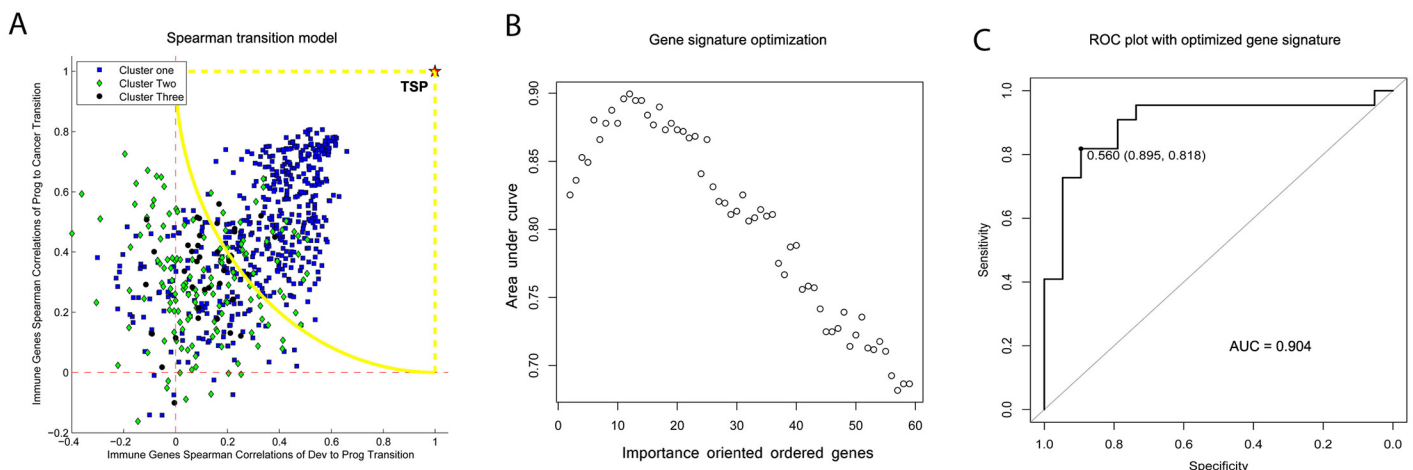 A
Spearman transition model
Immune Genes Spearman Correlations of Prog to Cancer Transition
1
0.8
0.6
0.4
0.2
0
−0.2
Cluster one
Cluster Two
Cluster Three
TSP
−0.4
−0.2
0
0.2
0.4
0.6
0.8
1
Immune Genes Spearman Correlations of Dev to Prog Transition
B
Gene signature optimization
Area under curve
0.90
0.85
0.80
0.75
0.70
0
10
20
30
40
50
60
Importance oriented ordered genes
C
ROC plot with optimized gene signature
Sensitivity
1.0
0.8
0.6
0.4
0.2
0.0
0.560 (0.895, 0.818)
AUC = 0.904
1.0
0.8
0.6
0.4
0.2
0.0
Specificity